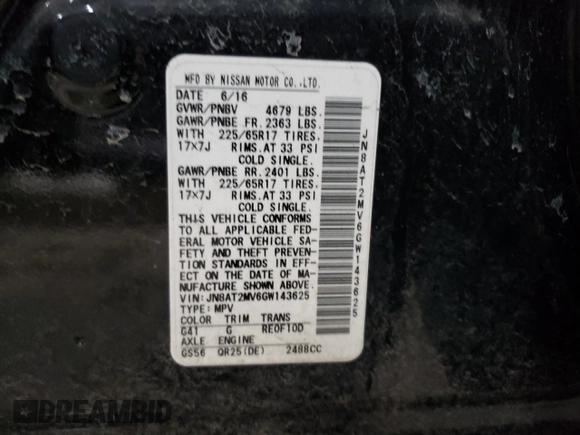 MFD BY NISSAN MOTOR CO.,LTD.
DATE 6/16
GVWR/PNBV 4679 LBS.
GAWR/PNBE FR.2363 LBS.
WITH 225/65R17 TIRES.
17x7J RIMS.AT 33 PSI
COLD SINGLE.
GAWR/PNBE RR.2401 LBS.
WITH 225/65R17 TIRES.
17x7J RIMS.AT 33 PSI
COLD SINGLE.
THIS VEHICLE CONFORMS
TO ALL APPLICABLE FED-
ERAL MOTOR VEHICLE SA-
FETY AND THEFT PREVEN-
TION STANDARDS IN EFF-
ECT ON THE DATE OF MA-
NUFACTURE SHOWN ABOVE.
VIN: JN8AT2MV6GW143625
TYPE: MPV
COLOR TRIM TRANS
G41 G RE0F10D
AXLE ENGINE
GS56 QR25(DE) 2488CC
JN8AT2MV6GW143625
DREAMBID